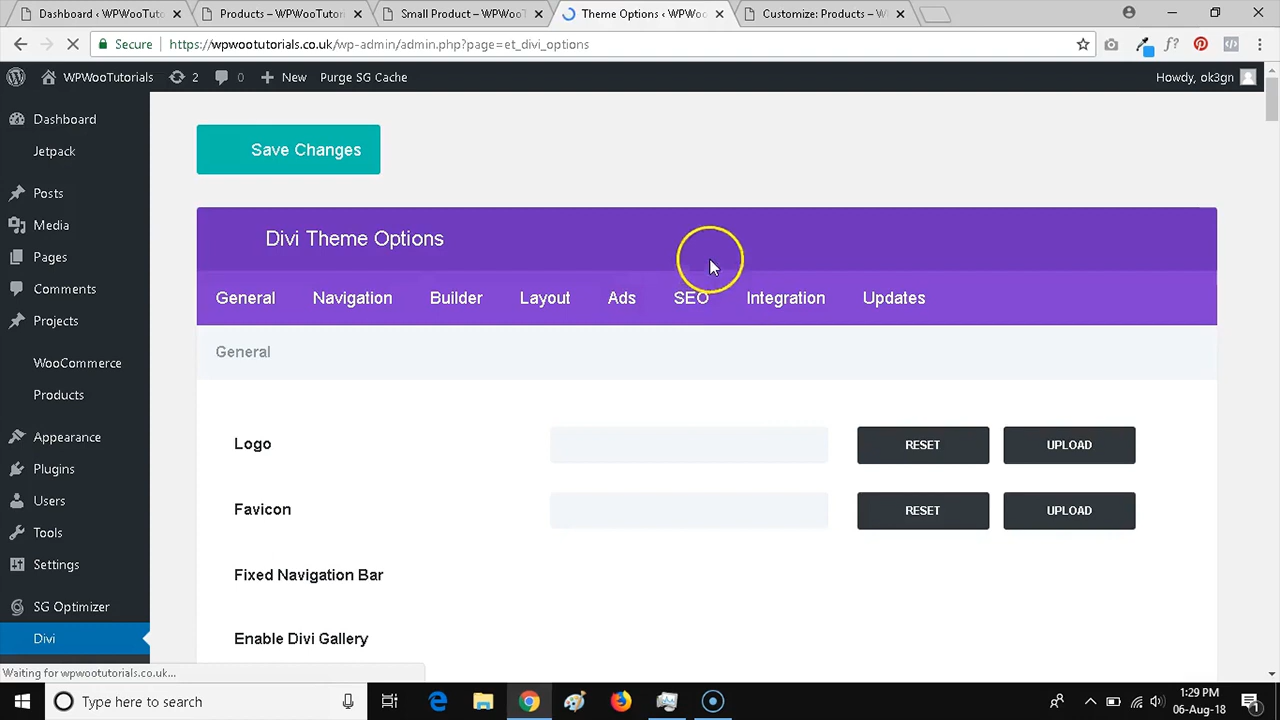 Dashboard ‹ WPWooTuto
Products – WPWooTutori
Small Product – WPWooT
Theme Options ‹ WPWoo
Customize: Products – W
Secure
https://wpwootutorials.co.uk/wp-admin/admin.php?page=et_divi_options
WPWooTutorials
2
0
New
Purge SG Cache
Howdy, ok3gn
Dashboard
Jetpack
Posts
Media
Pages
Comments
Projects
WooCommerce
Products
Appearance
Plugins
Users
Tools
Settings
SG Optimizer
Divi
Save Changes
Divi Theme Options
General
Navigation
Builder
Layout
Ads
SEO
Integration
Updates
General
Logo
RESET
UPLOAD
Favicon
RESET
UPLOAD
Fixed Navigation Bar
Enable Divi Gallery
Waiting for wpwootutorials.co.uk...
Type here to search
1:29 PM
06-Aug-18